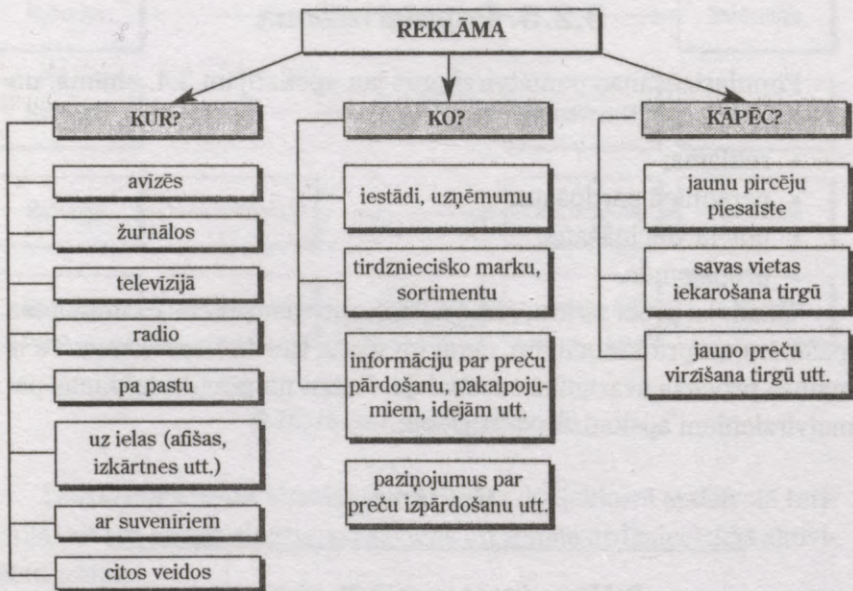 REKLĀMA
KUR?
avīzēs
žurnālos
televīzijā
radio
pa pastu
uz ielas (afišas,
izkārtnes utt.)
ar suvenīriem
citos veidos
KO?
iestādi, uzņēmumu
tirdzniecisko marku,
sortimentu
informāciju par preču
pārdošanu, pakalpoju-
miem, idejām utt.
paziņojumus par
preču izpārdošanu utt.
KĀPĒC?
jaunu pircēju
piesaiste
savas vietas
iekarošana tirgū
jauno preču
virzīšana tirgū utt.